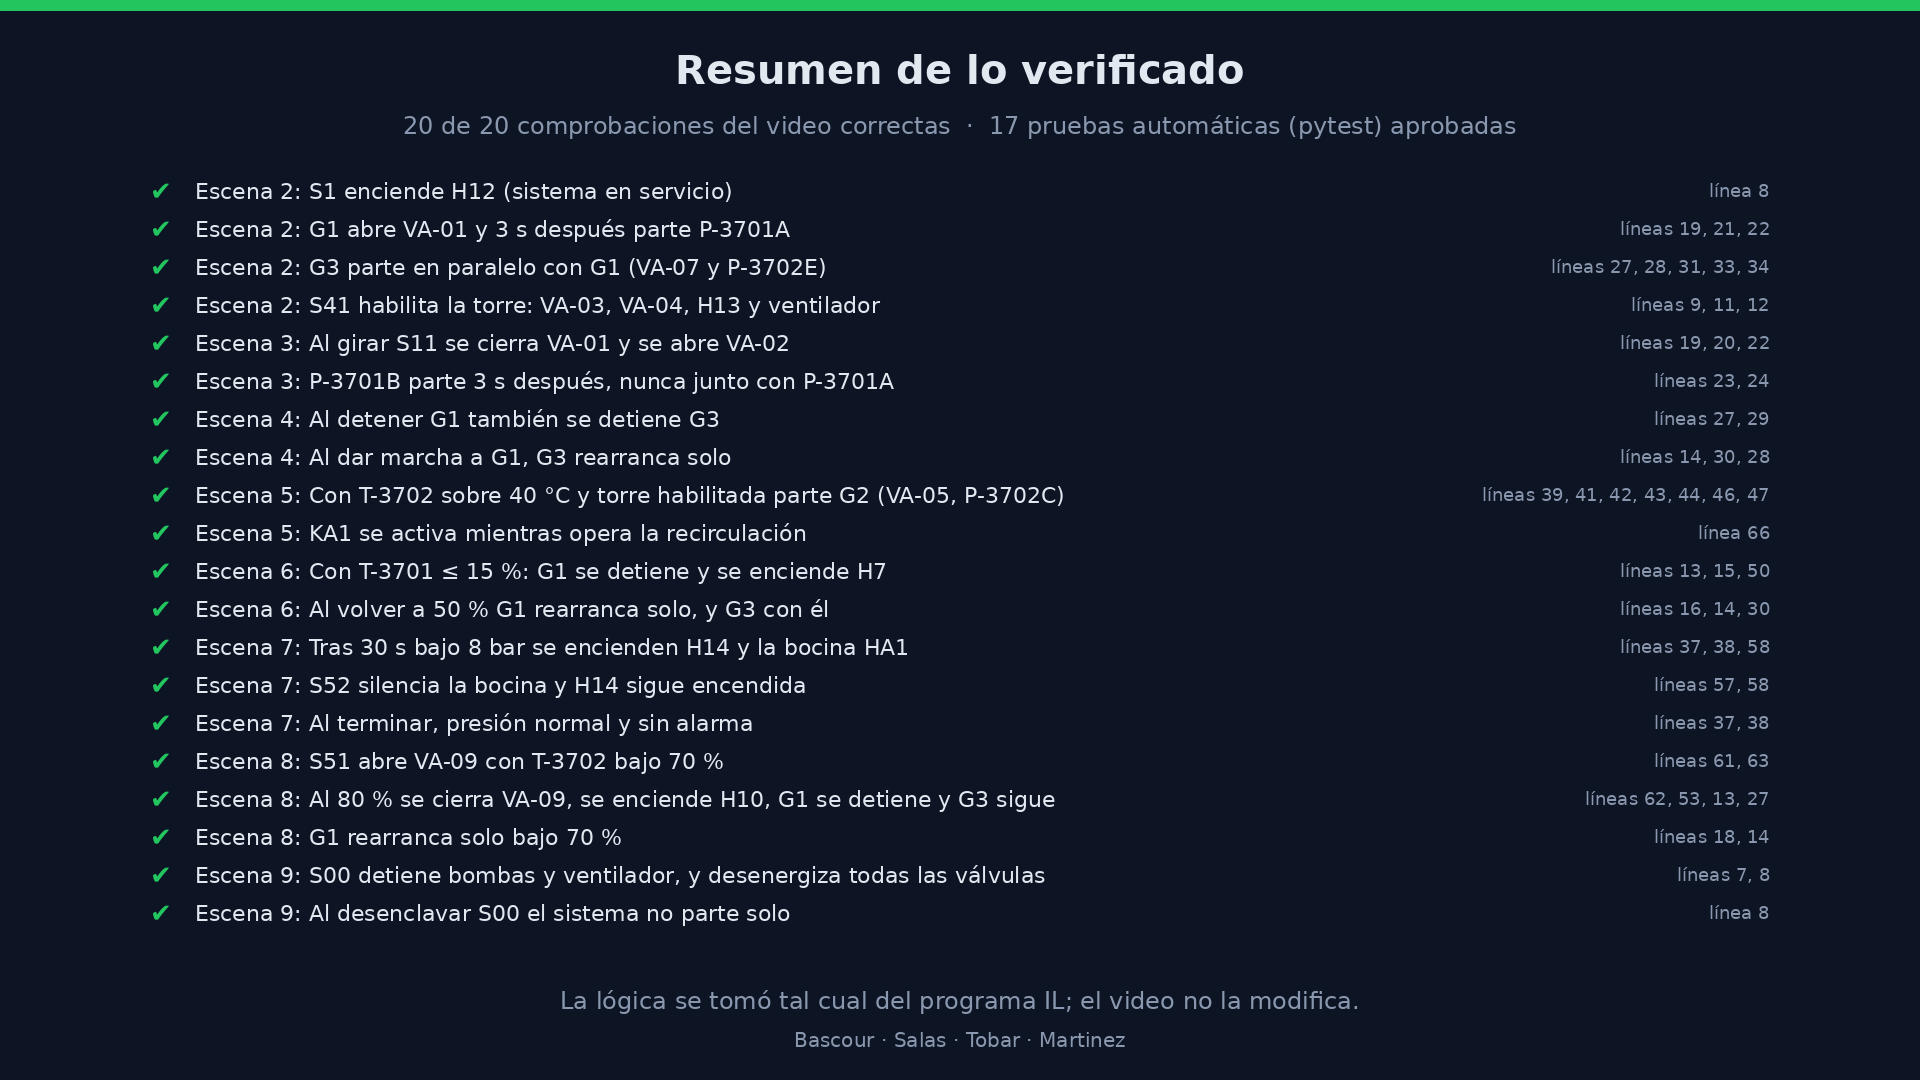 Resumen de lo verificado
20 de 20 comprobaciones del video correctas · 17 pruebas automáticas (pytest) aprobadas
✔ Escena 2: S1 enciende H12 (sistema en servicio) línea 8
✔ Escena 2: G1 abre VA-01 y 3 s después parte P-3701A líneas 19, 21, 22
✔ Escena 2: G3 parte en paralelo con G1 (VA-07 y P-3702E) líneas 27, 28, 31, 33, 34
✔ Escena 2: S41 habilita la torre: VA-03, VA-04, H13 y ventilador líneas 9, 11, 12
✔ Escena 3: Al girar S11 se cierra VA-01 y se abre VA-02 líneas 19, 20, 22
✔ Escena 3: P-3701B parte 3 s después, nunca junto con P-3701A líneas 23, 24
✔ Escena 4: Al detener G1 también se detiene G3 líneas 27, 29
✔ Escena 4: Al dar marcha a G1, G3 rearranca solo líneas 14, 30, 28
✔ Escena 5: Con T-3702 sobre 40 °C y torre habilitada parte G2 (VA-05, P-3702C) líneas 39, 41, 42, 43, 44, 46, 47
✔ Escena 5: KA1 se activa mientras opera la recirculación línea 66
✔ Escena 6: Con T-3701 ≤ 15 %: G1 se detiene y se enciende H7 líneas 13, 15, 50
✔ Escena 6: Al volver a 50 % G1 rearranca solo, y G3 con él líneas 16, 14, 30
✔ Escena 7: Tras 30 s bajo 8 bar se encienden H14 y la bocina HA1 líneas 37, 38, 58
✔ Escena 7: S52 silencia la bocina y H14 sigue encendida líneas 57, 58
✔ Escena 7: Al terminar, presión normal y sin alarma líneas 37, 38
✔ Escena 8: S51 abre VA-09 con T-3702 bajo 70 % líneas 61, 63
✔ Escena 8: Al 80 % se cierra VA-09, se enciende H10, G1 se detiene y G3 sigue líneas 62, 53, 13, 27
✔ Escena 8: G1 rearranca solo bajo 70 % líneas 18, 14
✔ Escena 9: S00 detiene bombas y ventilador, y desenergiza todas las válvulas líneas 7, 8
✔ Escena 9: Al desenclavar S00 el sistema no parte solo línea 8
La lógica se tomó tal cual del programa IL; el video no la modifica.
Bascour · Salas · Tobar · Martinez